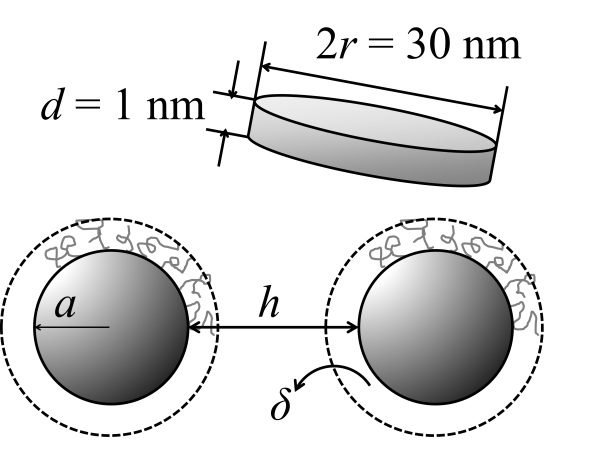 2r = 30 nm
d = 1 nm
a
h
δ